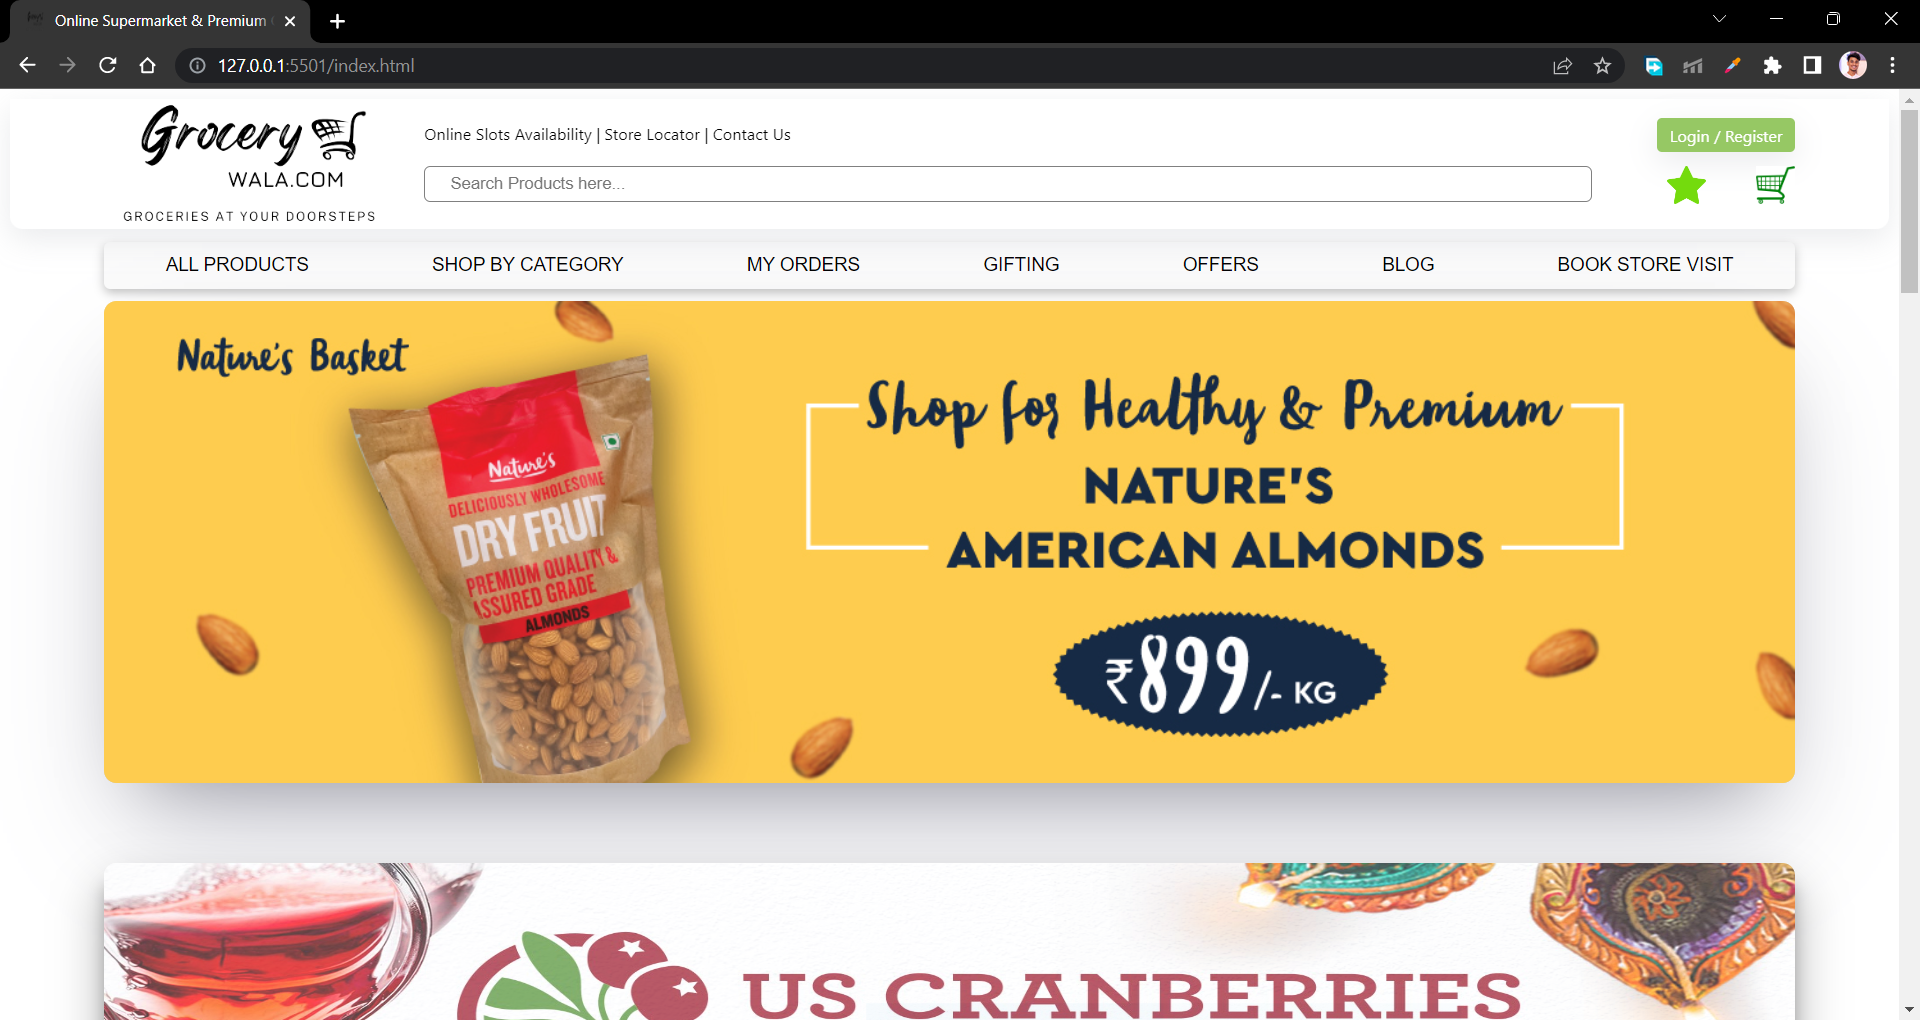 Online Supermarket & Premium
127.0.0.1:5501/index.html
Grocery
WALA.COM
GROCERIES AT YOUR DOORSTEPS
Online Slots Availability | Store Locator | Contact Us
Search Products here...
Login / Register
ALL PRODUCTS
SHOP BY CATEGORY
MY ORDERS
GIFTING
OFFERS
BLOG
BOOK STORE VISIT
Nature's Basket
Nature's
DELICIOUSLY WHOLESOME
DRY FRUIT
PREMIUM QUALITY &
ASSURED GRADE
ALMONDS
Shop for Healthy & Premium
NATURE'S
AMERICAN ALMONDS
₹899/- KG
US CRANBERRIES